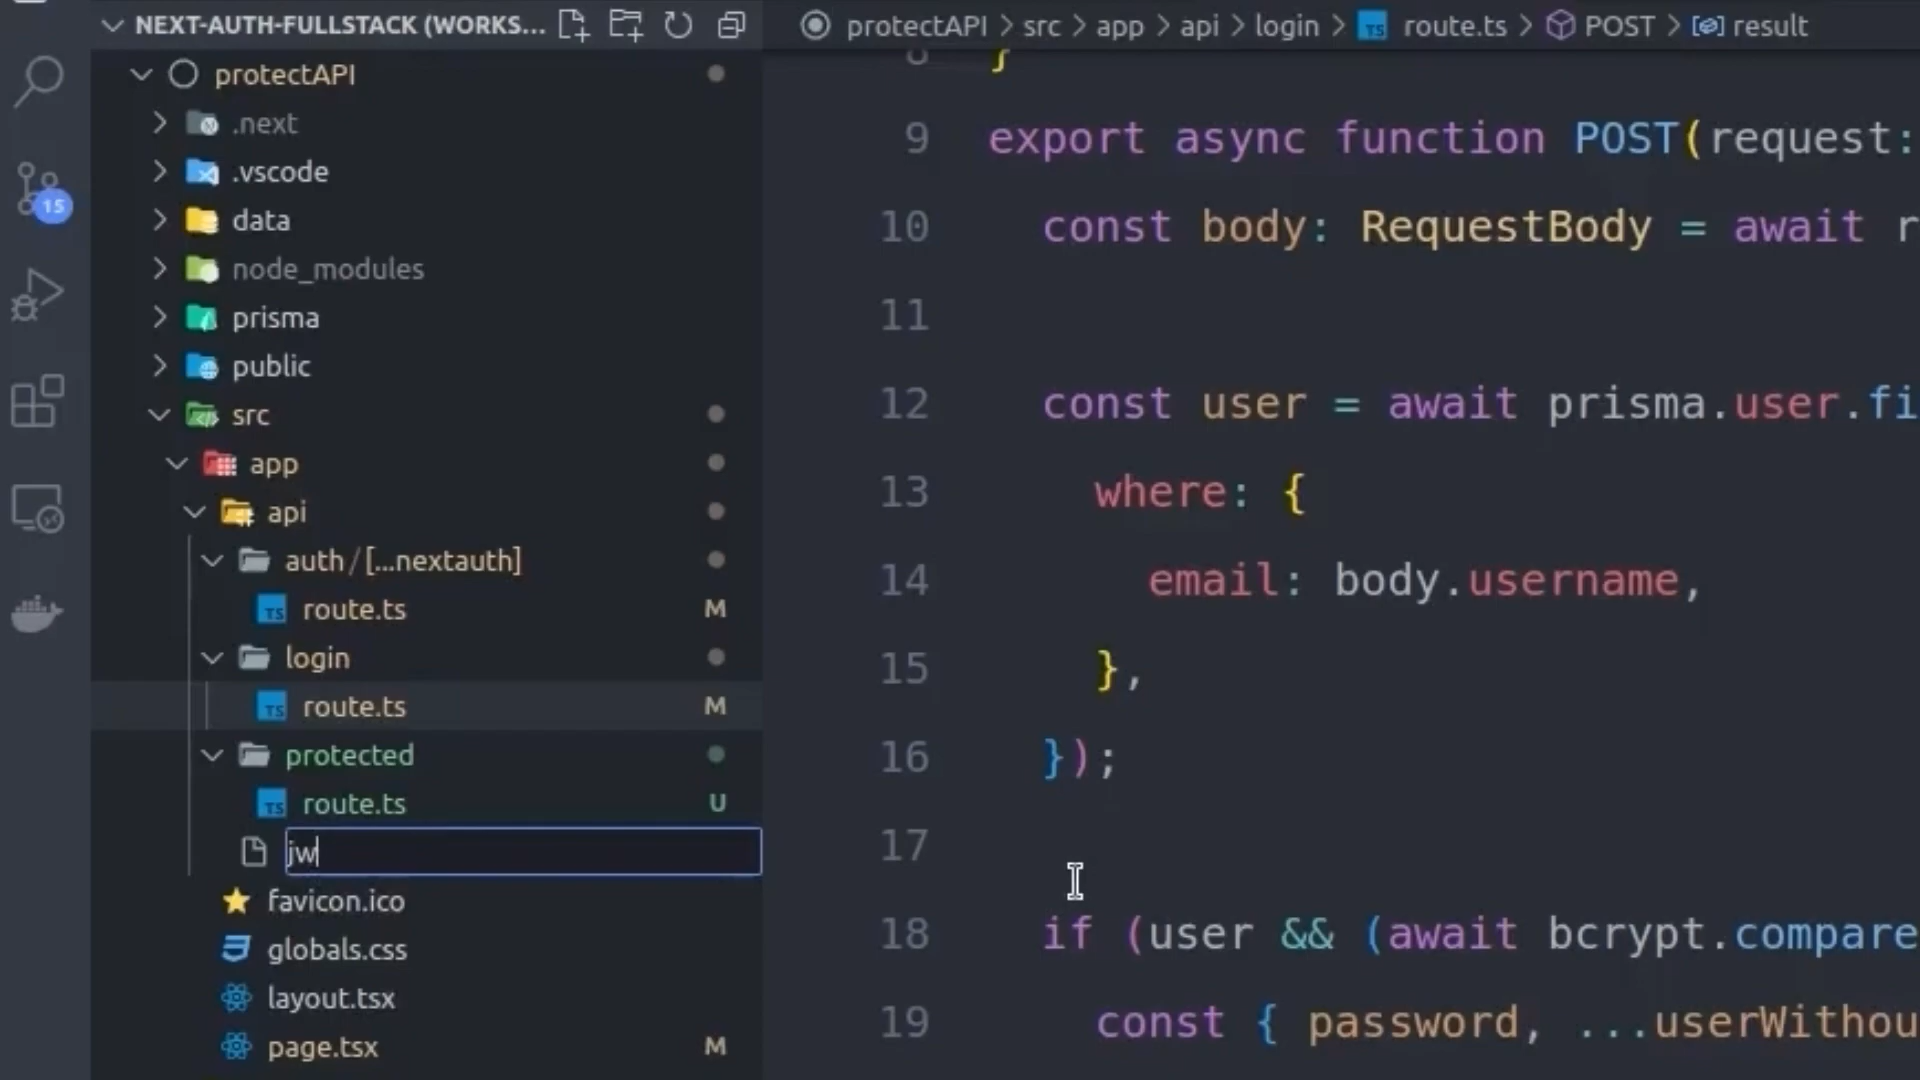 NEXT-AUTH-FULLSTACK (WORKS...
protectAPI
.next
.vscode
data
node_modules
prisma
public
src
app
api
auth/[...nextauth]
route.ts M
login
route.ts M
protected
route.ts U
jw
favicon.ico
globals.css
layout.tsx
page.tsx M
15
protectAPI > src > app > api > login > TS route.ts > POST > result
8 }
9 export async function POST(request:
10 const body: RequestBody = await r
11
12 const user = await prisma.user.fi
13 where: {
14 email: body.username,
15 },
16 });
17
18 if (user && (await bcrypt.compare
19 const { password, ...userWithou